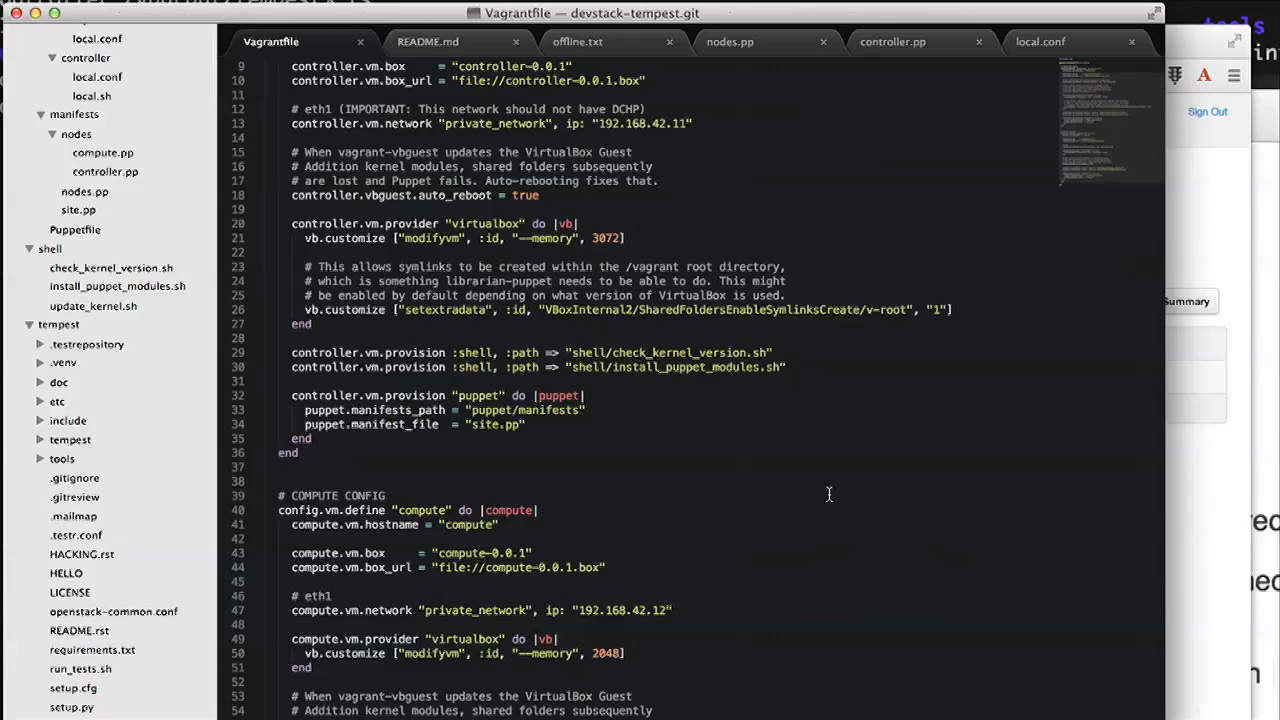 Vagrantfile — devstack-tempest.git
tools
in
Vagrantfile
README.md
offline.txt
nodes.pp
controller.pp
local.conf
Sign Out
Summary
local.conf
controller
local.conf
local.sh
manifests
nodes
compute.pp
controller.pp
nodes.pp
site.pp
Puppetfile
shell
check_kernel_version.sh
install_puppet_modules.sh
update_kernel.sh
tempest
.testrepository
.venv
doc
etc
include
tempest
tools
.gitignore
.gitreview
.mailmap
.testr.conf
HACKING.rst
HELLO
LICENSE
openstack-common.conf
README.rst
requirements.txt
run_tests.sh
setup.cfg
setup.py
9 controller.vm.box = "controller-0.0.1"
10 controller.vm.box_url = "file://controller-0.0.1.box"
11
12 # eth1 (IMPORTANT: This network should not have DCHP)
13 controller.vm.network "private_network", ip: "192.168.42.11"
14
15 # When vagrant-vbguest updates the VirtualBox Guest
16 # Addition kernel modules, shared folders subsequently
17 # are lost and puppet fails. Auto-rebooting fixes that.
18 controller.vbguest.auto_reboot = true
19
20 controller.vm.provider "virtualbox" do |vb|
21 vb.customize ["modifyvm", :id, "--memory", 3072]
22
23 # This allows symlinks to be created within the /vagrant root directory,
24 # which is something librarian-puppet needs to be able to do. This might
25 # be enabled by default depending on what version of VirtualBox is used.
26 vb.customize ["setextradata", :id, "VBoxInternal2/SharedFoldersEnableSymlinksCreate/v-root", "1"]
27 end
28
29 controller.vm.provision :shell, :path => "shell/check_kernel_version.sh"
30 controller.vm.provision :shell, :path => "shell/install_puppet_modules.sh"
31
32 controller.vm.provision "puppet" do |puppet|
33 puppet.manifests_path = "puppet/manifests"
34 puppet.manifest_file = "site.pp"
35 end
36 end
37
38
39 # COMPUTE CONFIG
40 config.vm.define "compute" do |compute|
41 compute.vm.hostname = "compute"
42
43 compute.vm.box = "compute-0.0.1"
44 compute.vm.box_url = "file://compute-0.0.1.box"
45
46 # eth1
47 compute.vm.network "private_network", ip: "192.168.42.12"
48
49 compute.vm.provider "virtualbox" do |vb|
50 vb.customize ["modifyvm", :id, "--memory", 2048]
51 end
52
53 # When vagrant-vbguest updates the VirtualBox Guest
54 # Addition kernel modules, shared folders subsequently